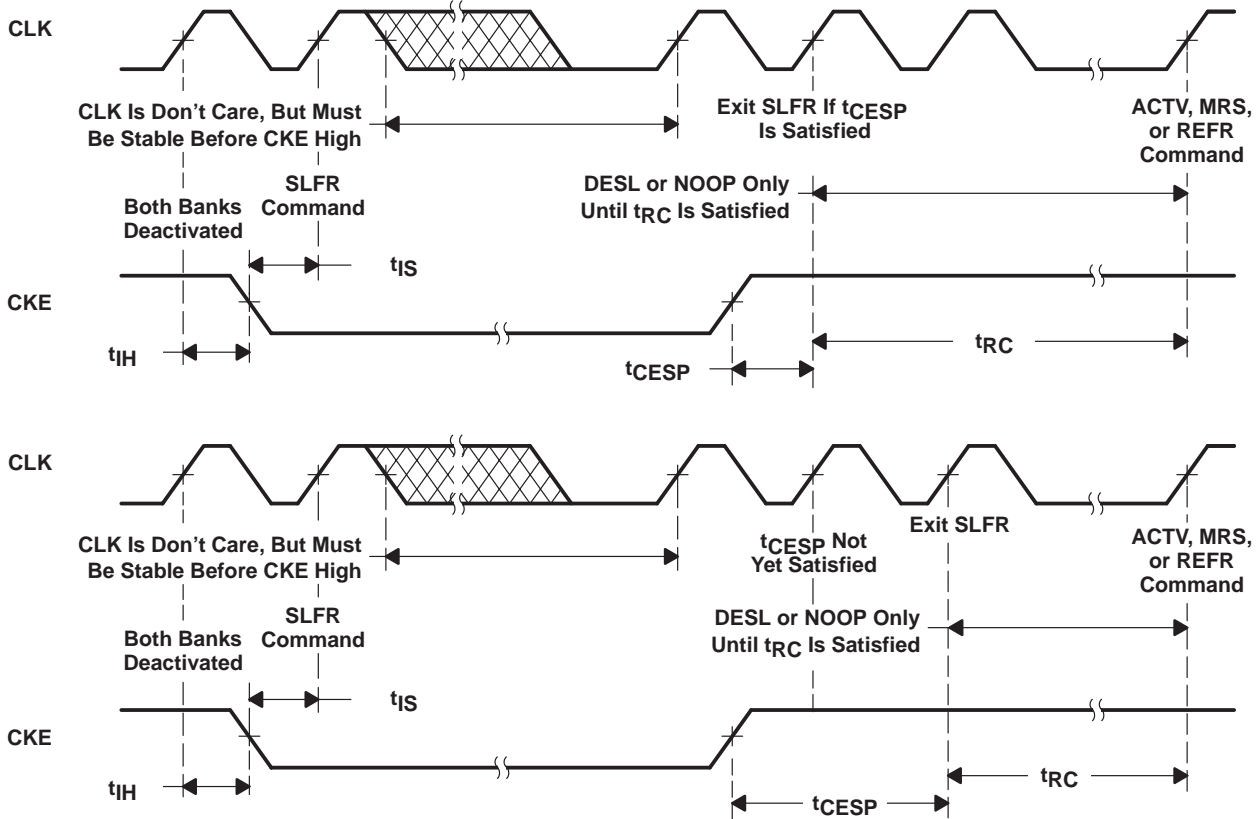 CLK
CLK Is Don't Care, But Must
Be Stable Before CKE High
Exit SLFR If tCESP
Is Satisfied
ACTV, MRS,
or REFR
Command
Both Banks
Deactivated
SLFR
Command
DESL or NOOP Only
Until tRC Is Satisfied
tIS
CKE
tIH
tCESP
tRC
CLK
CLK Is Don't Care, But Must
Be Stable Before CKE High
tCESP Not
Yet Satisfied
Exit SLFR
ACTV, MRS,
or REFR
Command
Both Banks
Deactivated
SLFR
Command
DESL or NOOP Only
Until tRC Is Satisfied
tIS
CKE
tIH
tCESP
tRC